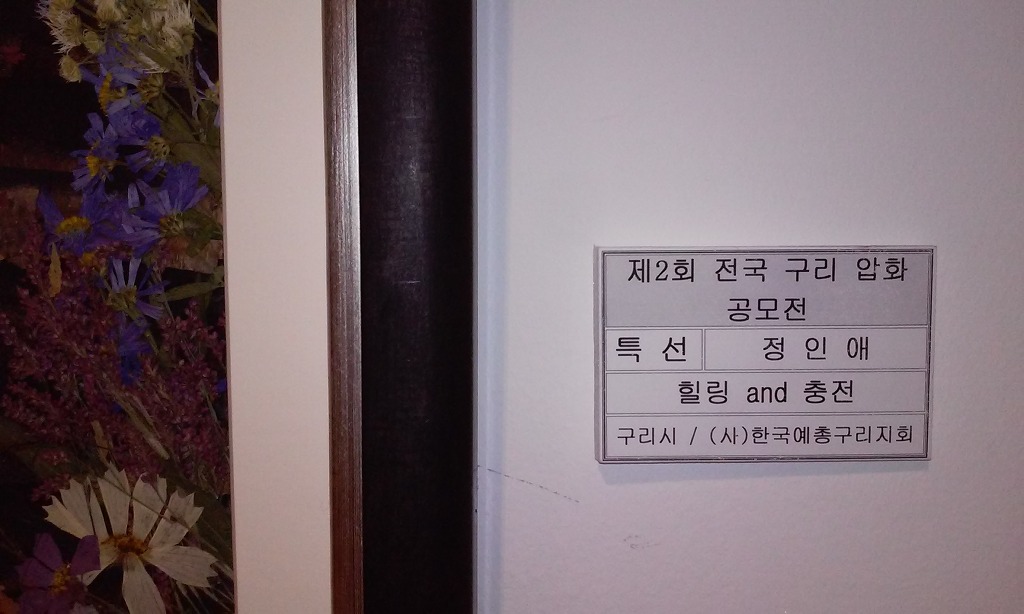 제2회 전국 구리 압화
공모전
특 선 정 인 애
힐링 and 충전
구리시 / (사)한국예총구리지회